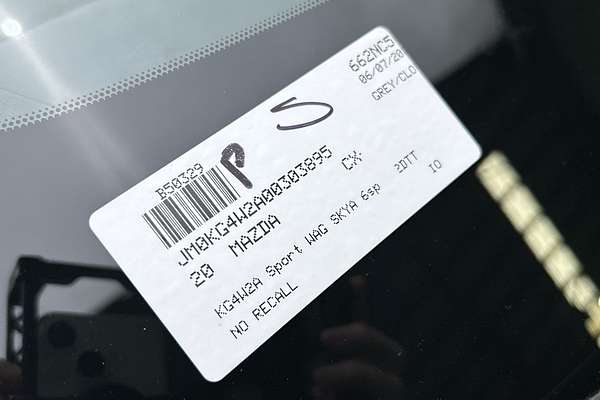 B50329 662NC5
P 5 06/07/20
GREY/CLO
JM0KG4W2A00303895
20 MAZDA CX-
KG4W2A Sport WAG SKYA 6sp 2DTT IO
NO RECALL